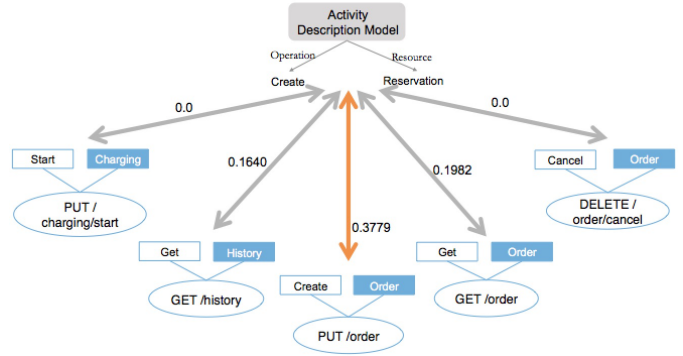 Activity
Description Model
Operation
Resource
Create
Reservation
0.0
0.0
Start
Charging
0.1640
0.1982
Cancel
Order
PUT /
charging/start
DELETE /
order/cancel
0.3779
Get
History
Get
Order
Create
Order
GET /history
GET /order
PUT /order